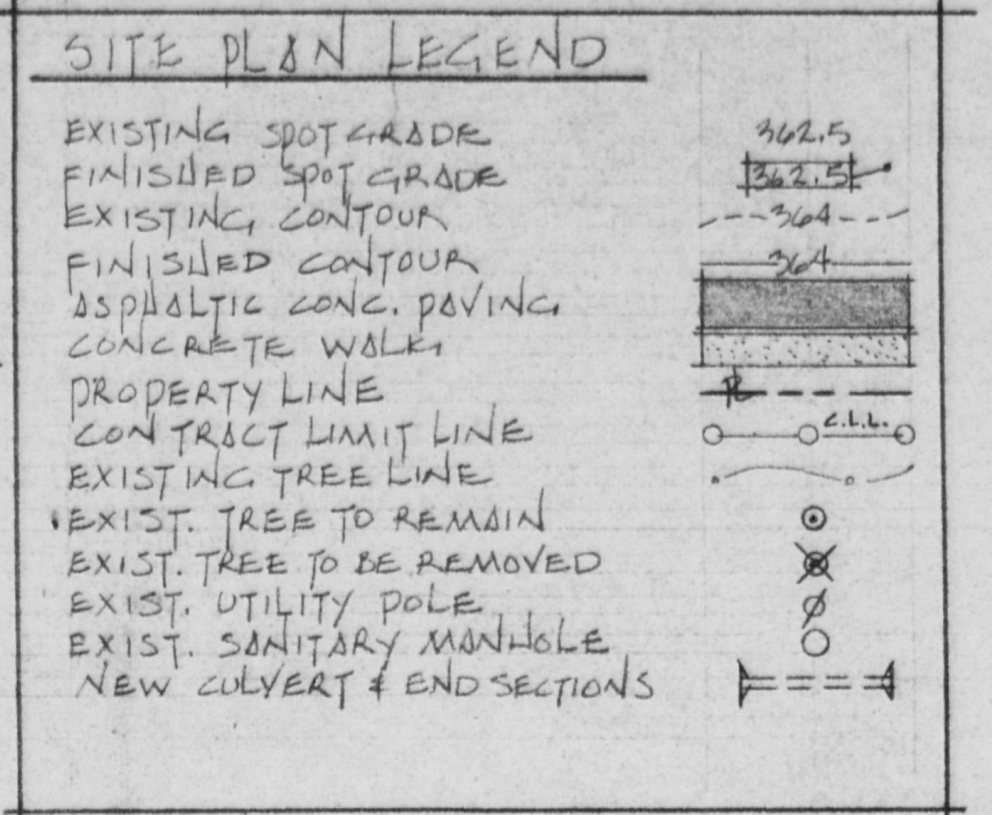 SITE PLAN LEGEND
EXISTING SPOT GRADE 362.5
FINISHED SPOT GRADE 362.5
EXISTING CONTOUR 364
FINISHED CONTOUR 364
ASPHALTIC CONC. PAVING
CONCRETE WALK
PROPERTY LINE PL
CONTRACT LIMIT LINE C.L.L.
EXISTING TREE LINE
EXIST. TREE TO REMAIN
EXIST. TREE TO BE REMOVED
EXIST. UTILITY POLE
EXIST. SANITARY MANHOLE
NEW CULVERT & END SECTIONS